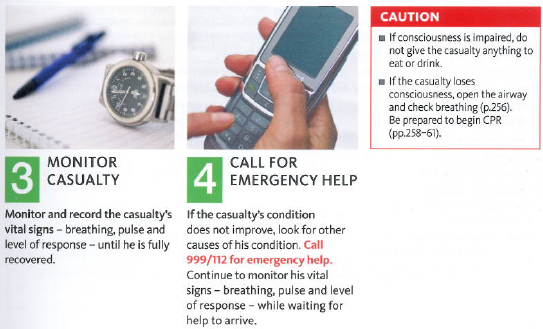 3 MONITOR
CASUALTY
Monitor and record the casualty's
vital signs – breathing, pulse and
level of response – until he is fully
recovered.
4 CALL FOR
EMERGENCY HELP
If the casualty's condition
does not improve, look for other
causes of his condition. Call
999/112 for emergency help.
Continue to monitor his vital
signs – breathing, pulse and level
of response – while waiting for
help to arrive.
CAUTION
■ If consciousness is impaired, do
not give the casualty anything to
eat or drink.
■ If the casualty loses
consciousness, open the airway
and check breathing (p.256).
Be prepared to begin CPR
(pp.258–61).